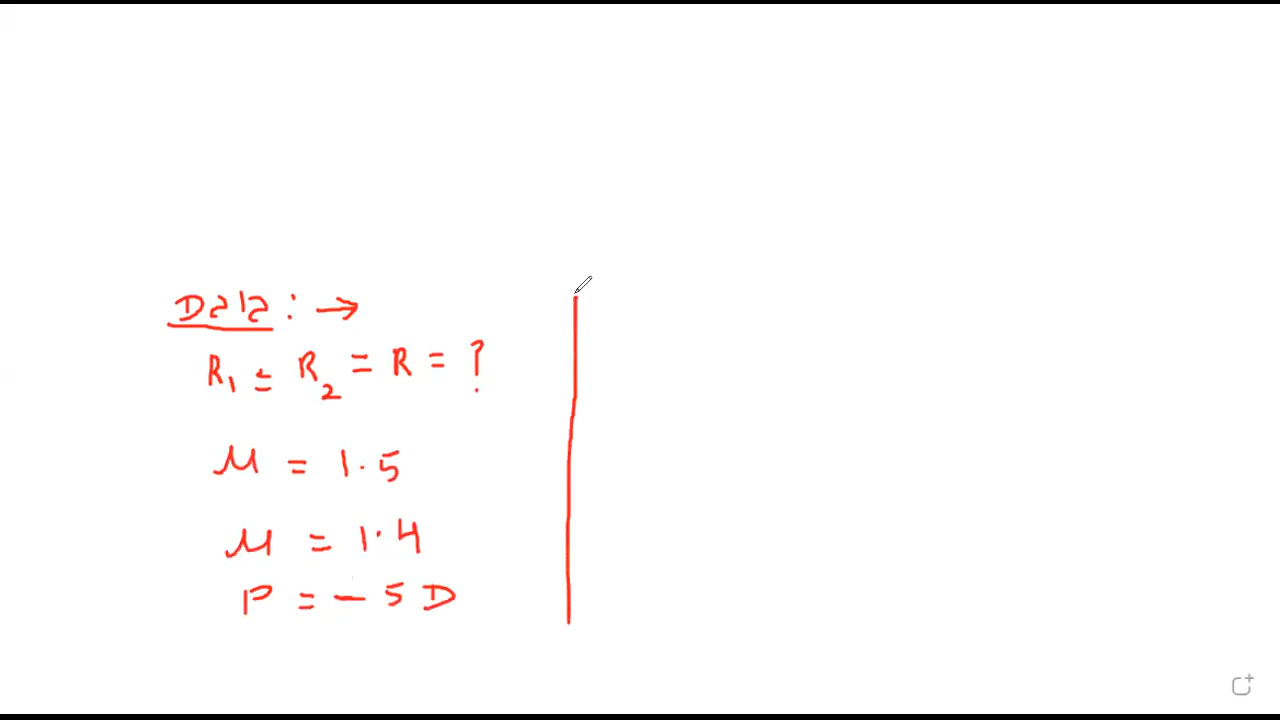 Data : →
R₁ = R₂ = R = ?
μ = 1.5
μ = 1.4
P = - 5 D